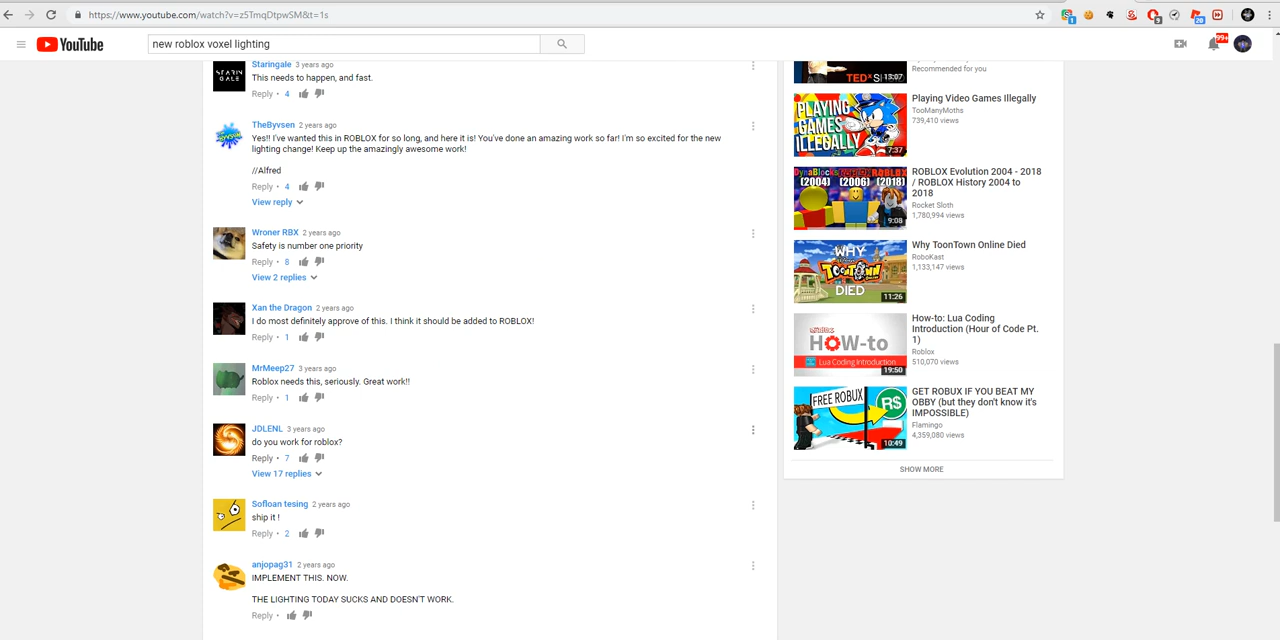 https://www.youtube.com/watch?v=z5TmqDtpwSM&t=1s
YouTube
new roblox voxel lighting
99+
Staringale 3 years ago
This needs to happen, and fast.
Reply • 4
TheByvsen 2 years ago
Yes!! I've wanted this in ROBLOX for so long, and here it is! You've done an amazing work so far! I'm so excited for the new
lighting change! Keep up the amazingly awesome work!
//Alfred
Reply • 4
View reply
Wroner RBX 2 years ago
Safety is number one priority
Reply • 8
View 2 replies
Xan the Dragon 2 years ago
I do most definitely approve of this. I think it should be added to ROBLOX!
Reply • 1
MrMeep27 3 years ago
Roblox needs this, seriously. Great work!!
Reply • 1
JDLENL 3 years ago
do you work for roblox?
Reply • 7
View 17 replies
Sofloan tesing 2 years ago
ship it !
Reply • 2
anjopag31 2 years ago
IMPLEMENT THIS. NOW.
THE LIGHTING TODAY SUCKS AND DOESN'T WORK.
Reply •
TEDx
13:07
Recommended for you
PLAYING
GAMES
ILLEGALLY
7:37
Playing Video Games Illegally
TooManyMoths
739,410 views
DynaBlocks ROBLOX ROBLOX
(2004) (2006) (2018)
9:08
ROBLOX Evolution 2004 - 2018
/ ROBLOX History 2004 to
2018
Rocket Sloth
1,780,994 views
WHY
TOONTOWN
DIED
11:26
Why ToonTown Online Died
RoboKast
1,133,147 views
HOW-to
Lua Coding Introduction
19:50
How-to: Lua Coding
Introduction (Hour of Code Pt.
1)
Roblox
510,070 views
FREE ROBUX
R$
10:49
GET ROBUX IF YOU BEAT MY
OBBY (but they don't know it's
IMPOSSIBLE)
Flamingo
4,359,080 views
SHOW MORE